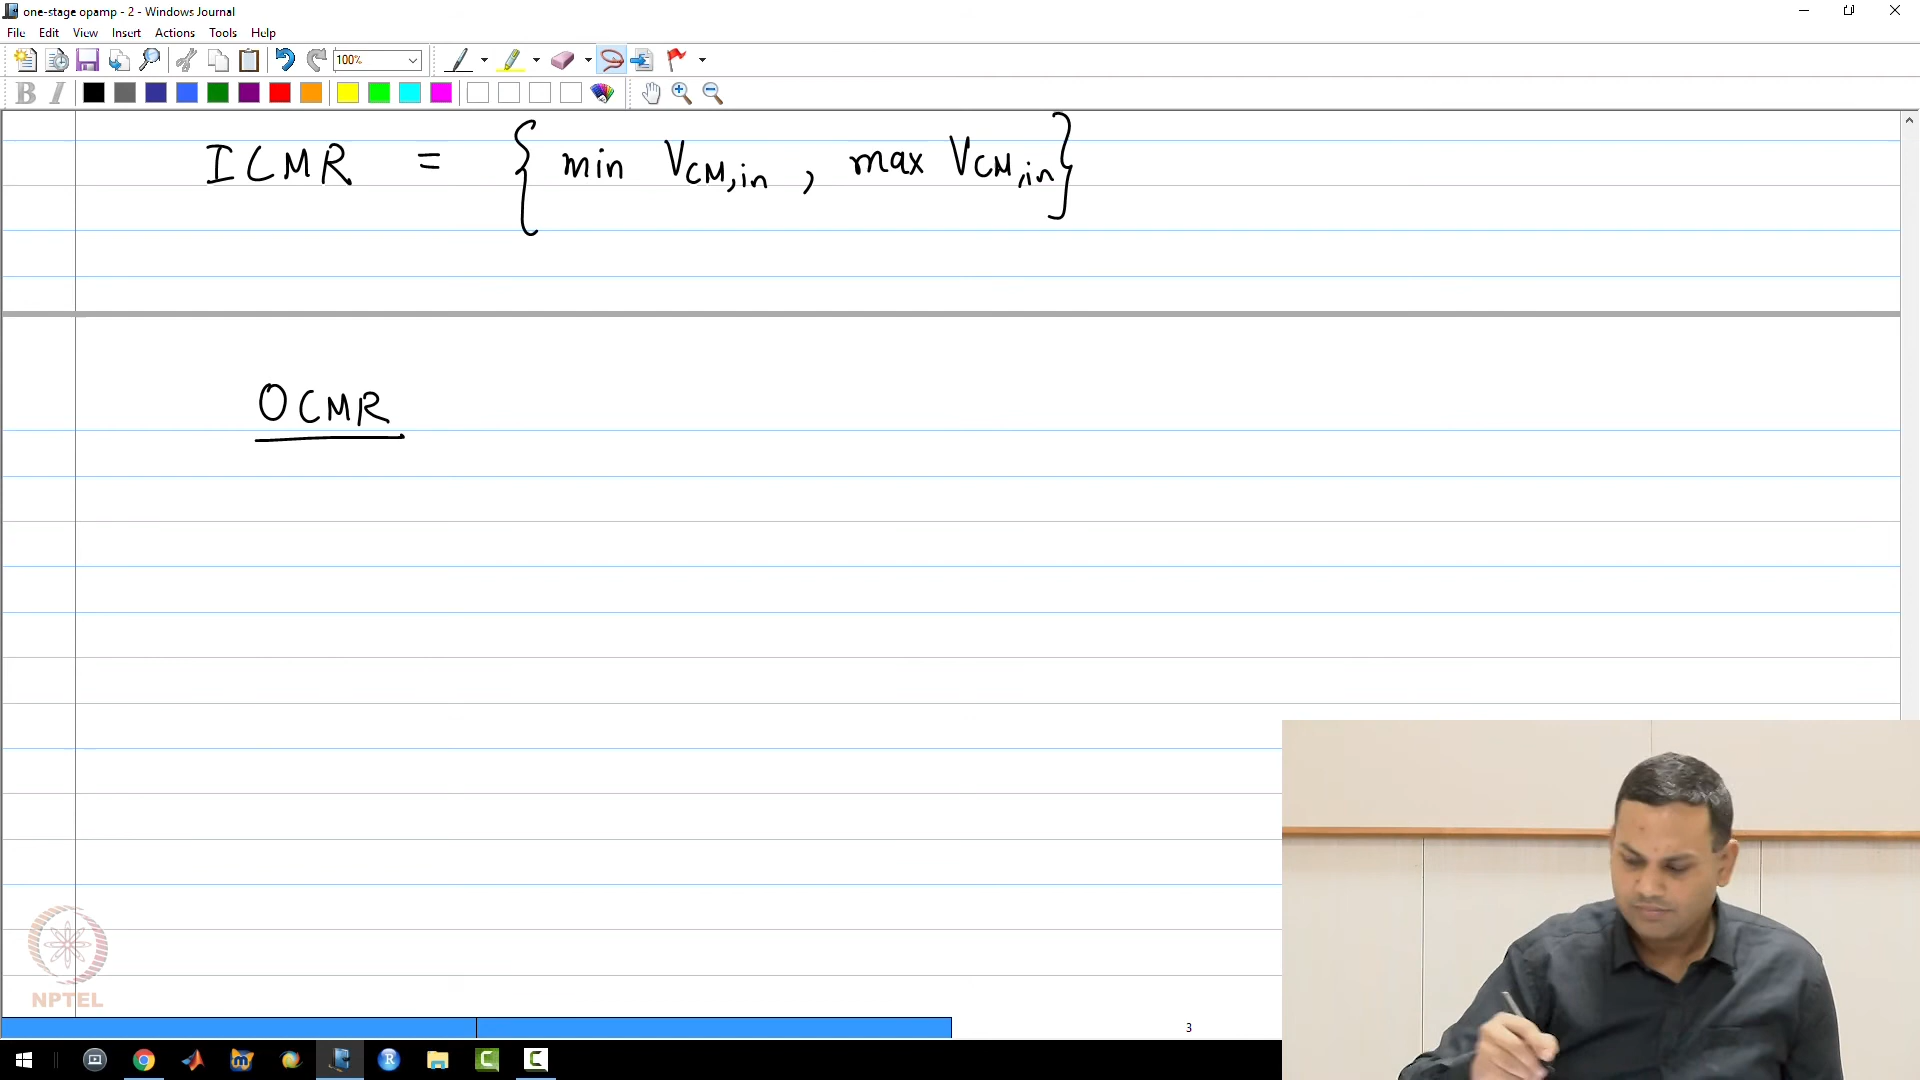 one-stage opamp - 2 - Windows Journal
File Edit View Insert Actions Tools Help
100%
B I
ICMR = { min V_CM,in , max V_CM,in }
OCMR
NPTEL
3